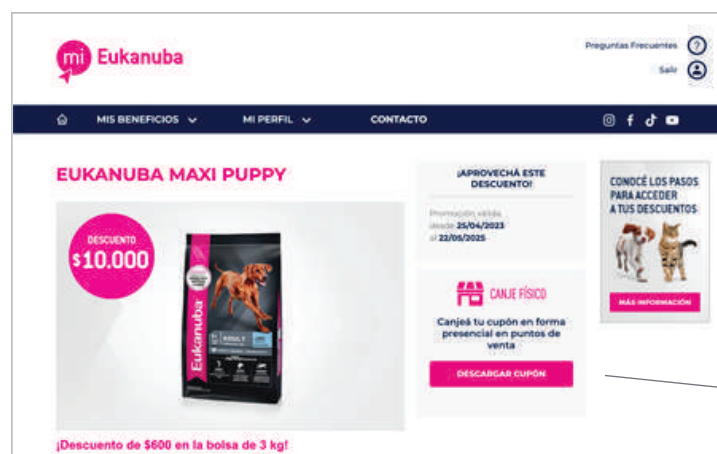 mi Eukanuba
Preguntas Frecuentes ?
Salir
MIS BENEFICIOS
MI PERFIL
CONTACTO
EUKANUBA MAXI PUPPY
DESCUENTO
$10.000
Eukanuba
ADULT
¡APROVECHÁ ESTE
DESCUENTO!
Promoción válida
desde 25/04/2023
al 22/05/2025
CANJE FÍSICO
Canjeá tu cupón en forma
presencial en puntos de
venta
DESCARGAR CUPÓN
CONOCÉ LOS PASOS
PARA ACCEDER
A TUS DESCUENTOS
MÁS INFORMACIÓN
¡Descuento de $600 en la bolsa de 3 kg!